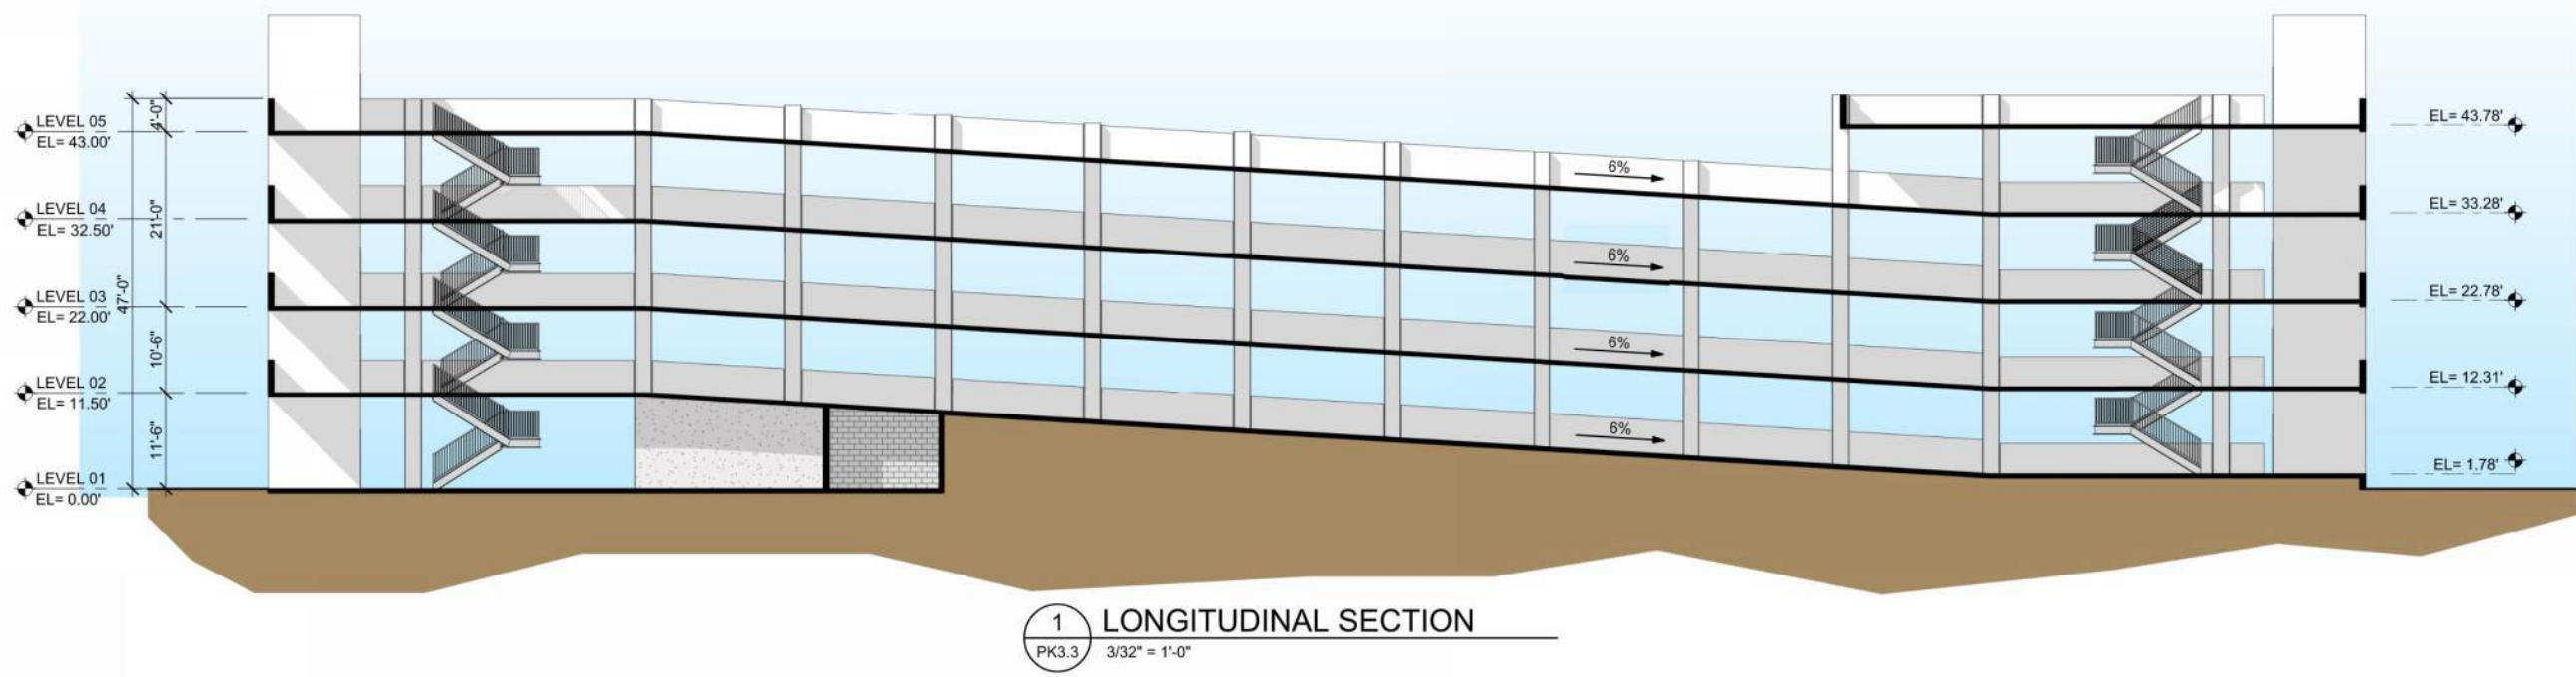 LEVEL 05
EL= 43.00'
LEVEL 04
EL= 32.50'
LEVEL 03
EL= 22.00'
LEVEL 02
EL= 11.50'
LEVEL 01
EL= 0.00'
47'-0"
4'-0"
21'-0"
10'-6"
11'-6"
6%
6%
6%
6%
EL= 43.78'
EL= 33.28'
EL= 22.78'
EL= 12.31'
EL= 1.78'
1
PK3.3
LONGITUDINAL SECTION
3/32" = 1'-0"